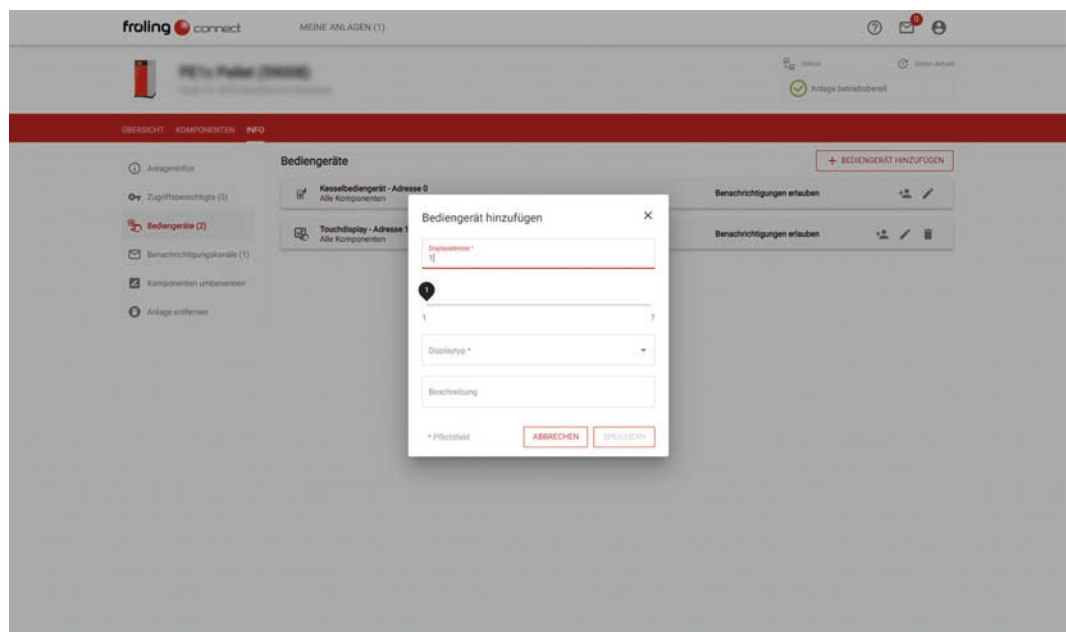 froling connect
MEINE ANLAGEN (1)
0
Anlage betriebsbereit
ÜBERSICHT KOMPONENTEN INFO
Anlageninfos
Zugriffsberechtigte (0)
Bediengeräte (2)
Benachrichtigungskanäle (1)
Komponenten umbenennen
Anlage entfernen
Bediengeräte
+ BEDIENGERÄT HINZUFÜGEN
Kesselbediengerät - Adresse 0
Alle Komponenten
Benachrichtigungen erlauben
Touchdisplay - Adresse 1
Alle Komponenten
Benachrichtigungen erlauben
Bediengerät hinzufügen
Displayadresse *
1
1
1 7
Displaytyp *
Beschreibung
* Pflichtfeld
ABBRECHEN
SPEICHERN